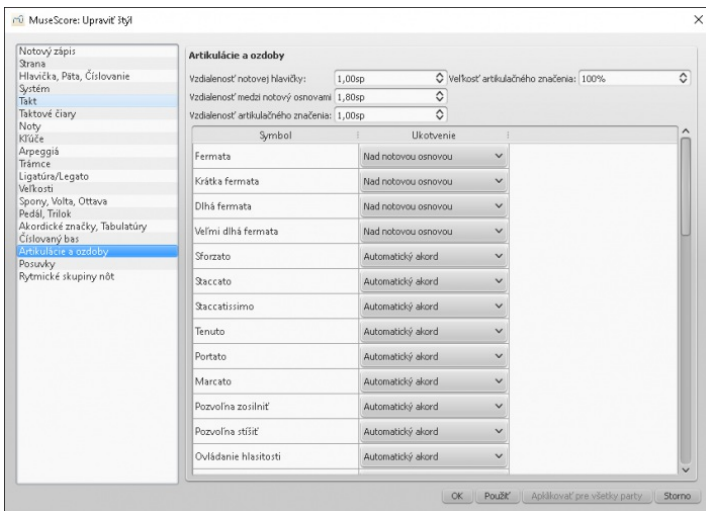 MuseScore: Upraviť štýl
Notový zápis
Strana
Hlavička, Päta, Číslovanie
Systém
Takt
Taktové čiary
Noty
Kľúče
Arpeggiá
Trámce
Ligatúra/Legato
Veľkosti
Spony, Volta, Ottava
Pedál, Trilok
Akordické značky, Tabulatúry
Číslovaný bas
Artikulácie a ozdoby
Posuvky
Rytmické skupiny nôt
Artikulácie a ozdoby
Vzdialenosť notovej hlavičky: 1,00sp Veľkosť artikulačného značenia: 100%
Vzdialenosť medzi notový osnovami 1,80sp
Vzdialenosť artikulačného značenia: 1,00sp
Symbol Ukotvenie
Fermata Nad notovou osnovou
Krátka fermata Nad notovou osnovou
Dlhá fermata Nad notovou osnovou
Veľmi dlhá fermata Nad notovou osnovou
Sforzato Automatický akord
Staccato Automatický akord
Staccatissimo Automatický akord
Tenuto Automatický akord
Portato Automatický akord
Marcato Automatický akord
Pozvoľna zosilniť Automatický akord
Pozvoľna stíšiť Automatický akord
Ovládanie hlasitosti Automatický akord
OK Použiť Aplikovať pre všetky party Storno